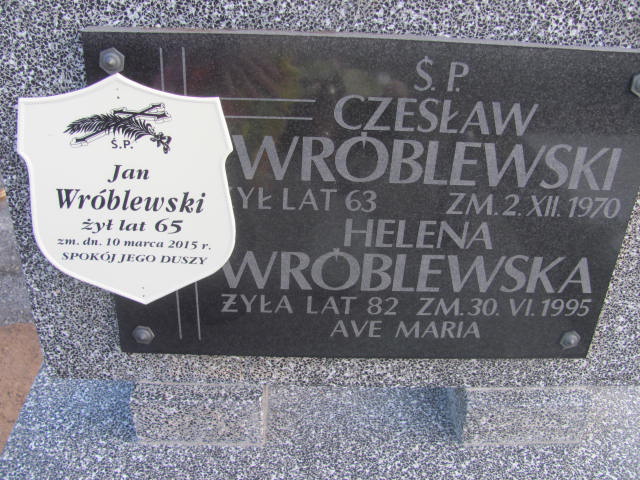 Ś.P.
Jan
Wróblewski
żył lat 65
zm. dn. 10 marca 2015 r.
SPOKÓJ JEGO DUSZY
Ś.P.
CZESŁAW
WRÓBLEWSKI
ŻYŁ LAT 63 ZM. 2. XII. 1970
HELENA
WRÓBLEWSKA
ŻYŁA LAT 82 ZM. 30. VI. 1995
AVE MARIA